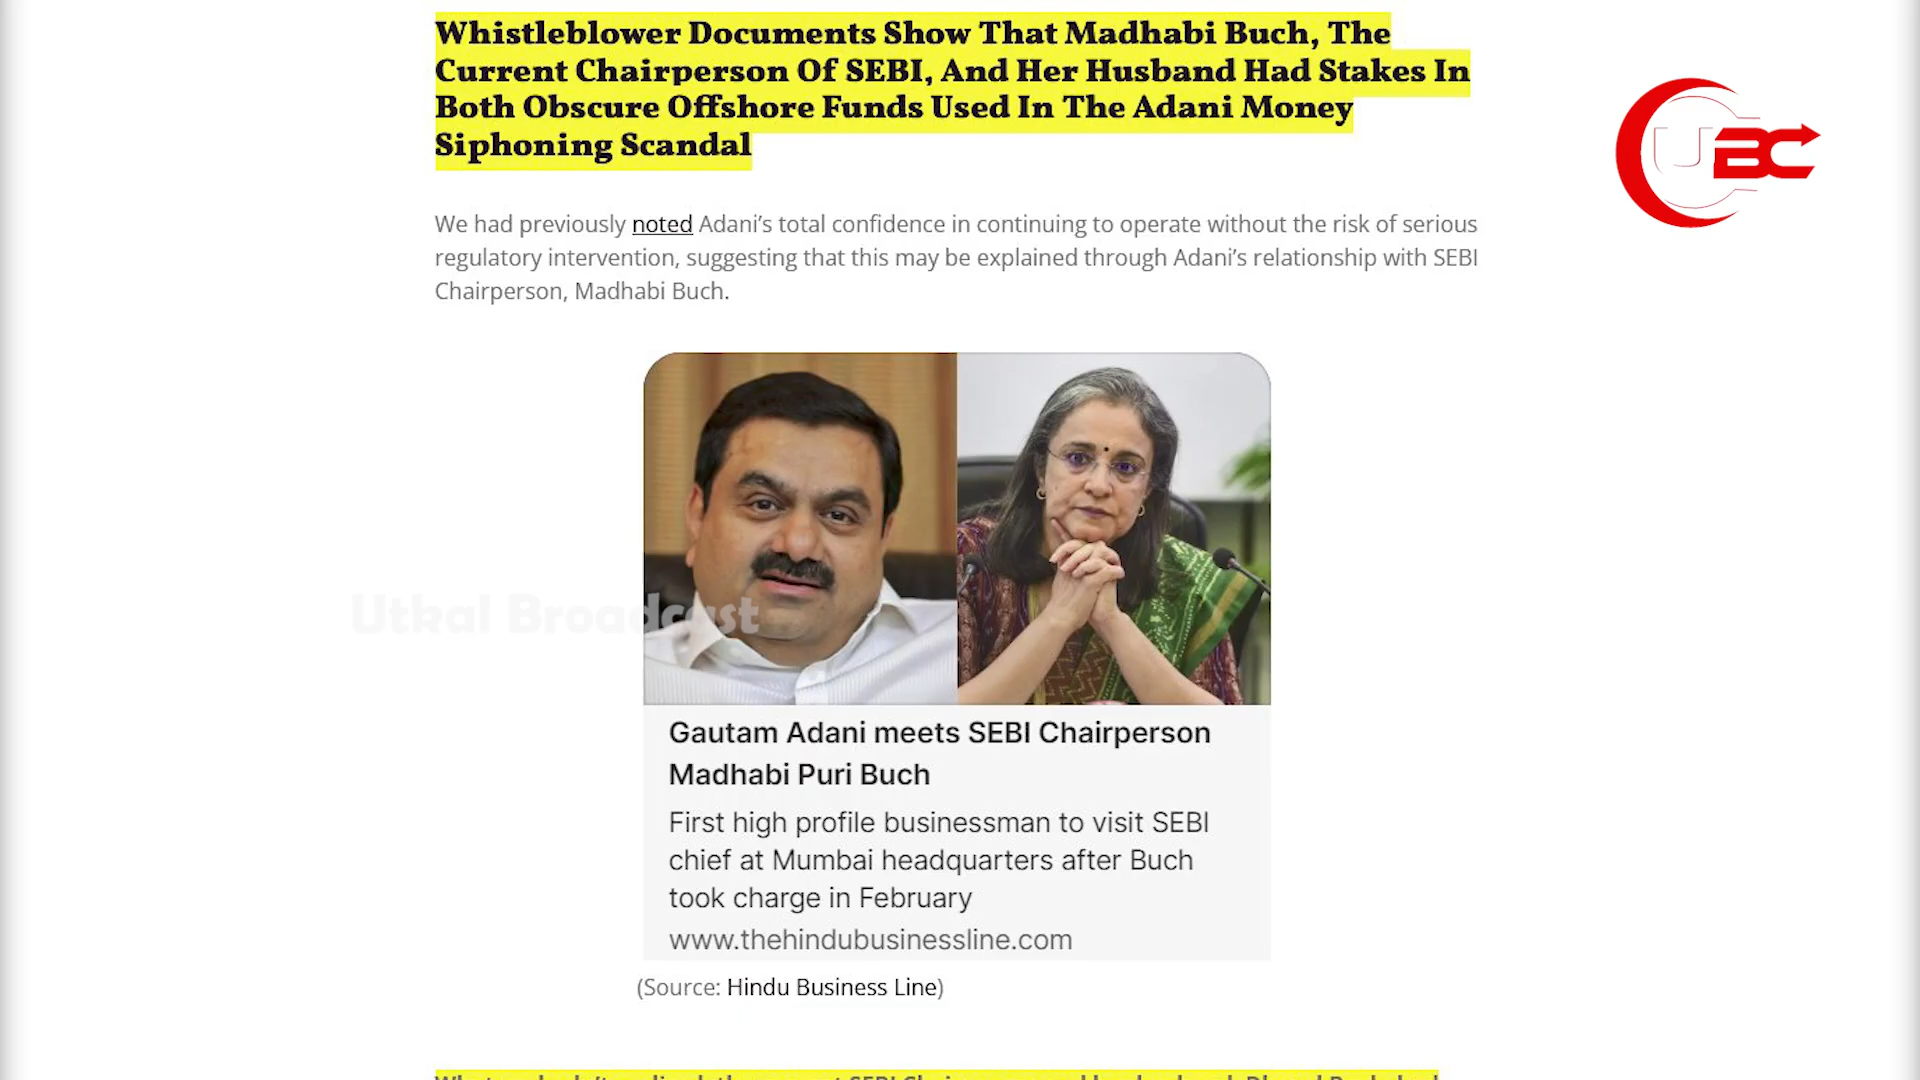 Whistleblower Documents Show That Madhabi Buch, The
Current Chairperson Of SEBI, And Her Husband Had Stakes In
Both Obscure Offshore Funds Used In The Adani Money
Siphoning Scandal
UBC
We had previously noted Adani’s total confidence in continuing to operate without the risk of serious
regulatory intervention, suggesting that this may be explained through Adani’s relationship with SEBI
Chairperson, Madhabi Buch.
Utkal Broadcast
Gautam Adani meets SEBI Chairperson
Madhabi Puri Buch
First high profile businessman to visit SEBI
chief at Mumbai headquarters after Buch
took charge in February
www.thehindubusinessline.com
(Source: Hindu Business Line)